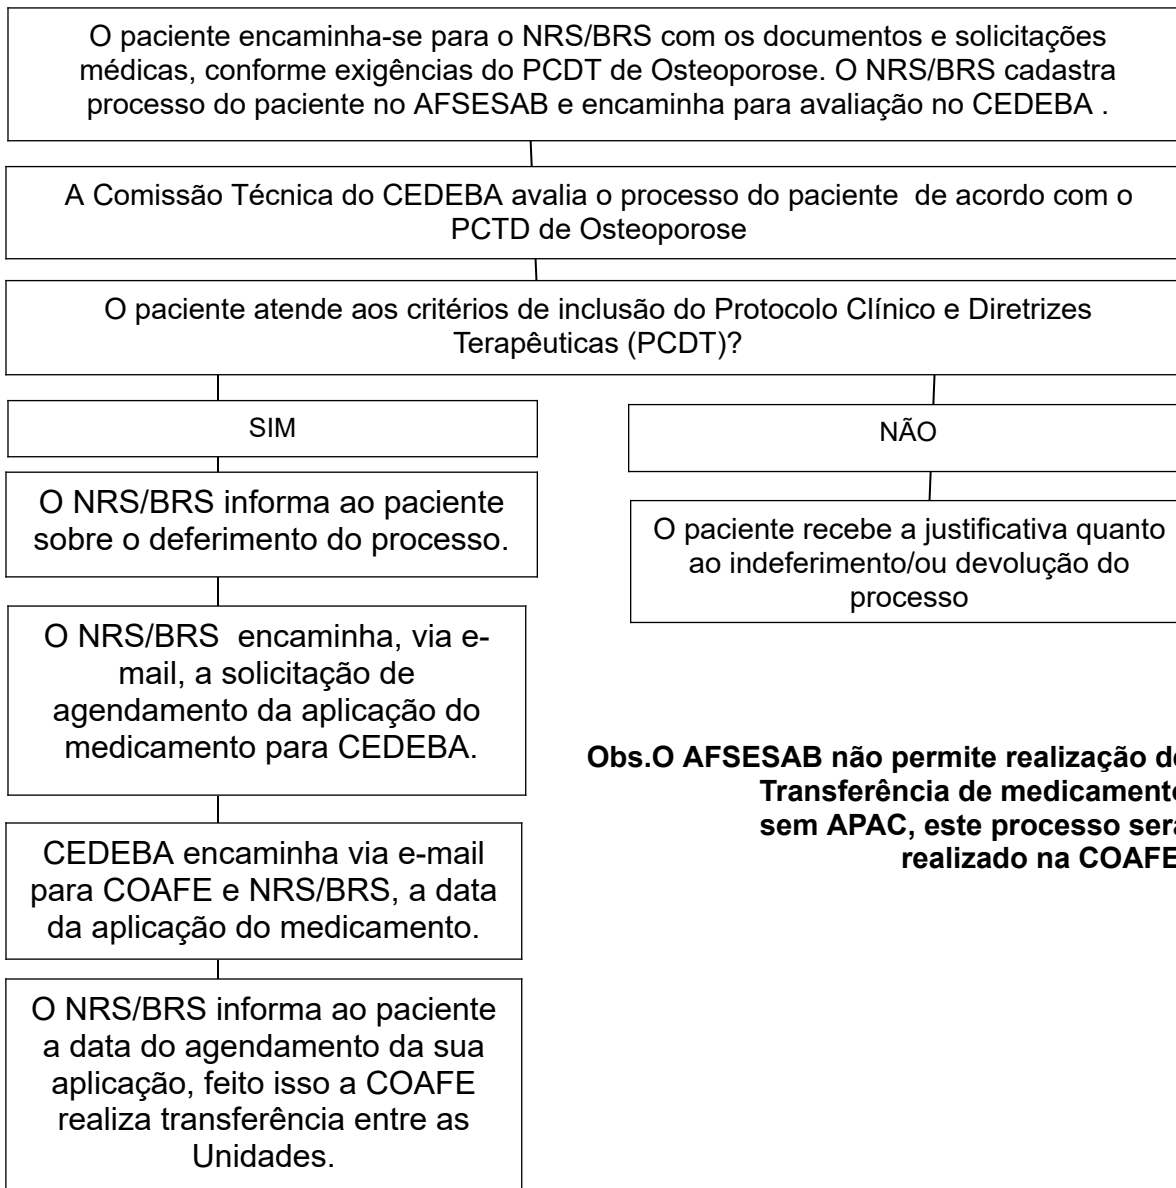 O paciente encaminha-se para o NRS/BRS com os documentos e solicitações
médicas, conforme exigências do PCDT de Osteoporose. O NRS/BRS cadastra
processo do paciente no AFSESAB e encaminha para avaliação no CEDEBA .
A Comissão Técnica do CEDEBA avalia o processo do paciente de acordo com o
PCTD de Osteoporose
O paciente atende aos critérios de inclusão do Protocolo Clínico e Diretrizes
Terapêuticas (PCDT)?
SIM
O NRS/BRS informa ao paciente
sobre o deferimento do processo.
O NRS/BRS encaminha, via e-
mail, a solicitação de
agendamento da aplicação do
medicamento para CEDEBA.
CEDEBA encaminha via e-mail
para COAFE e NRS/BRS, a data
da aplicação do medicamento.
O NRS/BRS informa ao paciente
a data do agendamento da sua
aplicação, feito isso a COAFE
realiza transferência entre as
Unidades.
NÃO
O paciente recebe a justificativa quanto
ao indeferimento/ou devolução do
processo
Obs.O AFSESAB não permite realização de
Transferência de medicamento
sem APAC, este processo será
realizado na COAFE